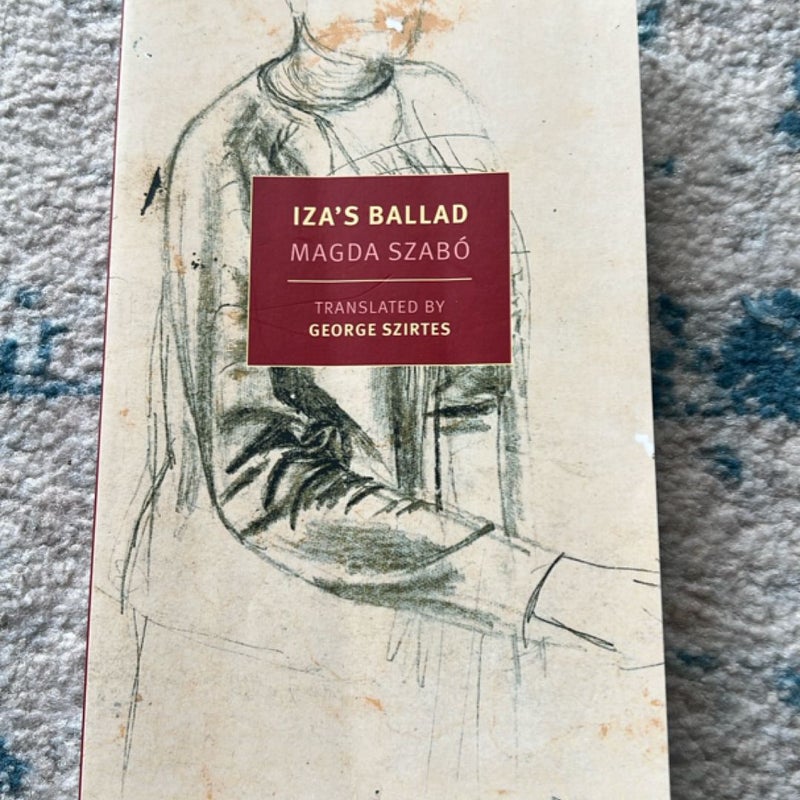 IZA'S BALLAD
MAGDA SZABÓ
TRANSLATED BY
GEORGE SZIRTES